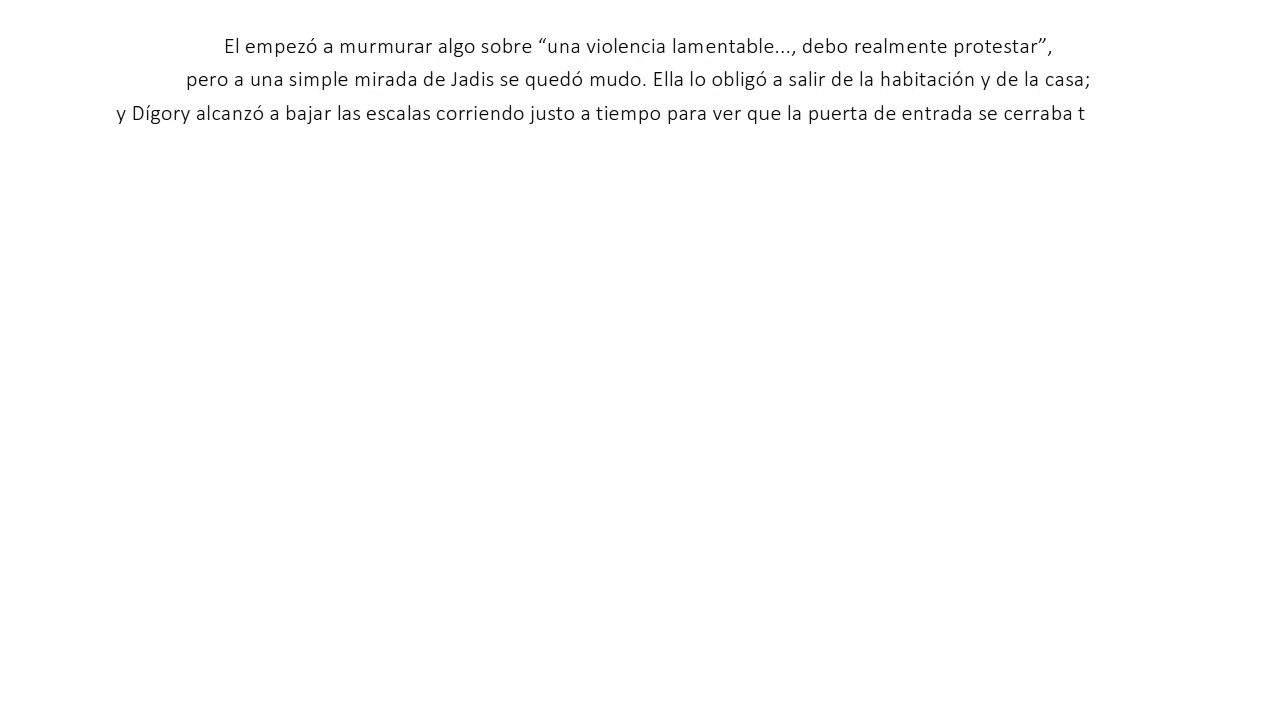 El empezó a murmurar algo sobre “una violencia lamentable..., debo realmente protestar”,
pero a una simple mirada de Jadis se quedó mudo. Ella lo obligó a salir de la habitación y de la casa;
y Dígory alcanzó a bajar las escalas corriendo justo a tiempo para ver que la puerta de entrada se cerraba t